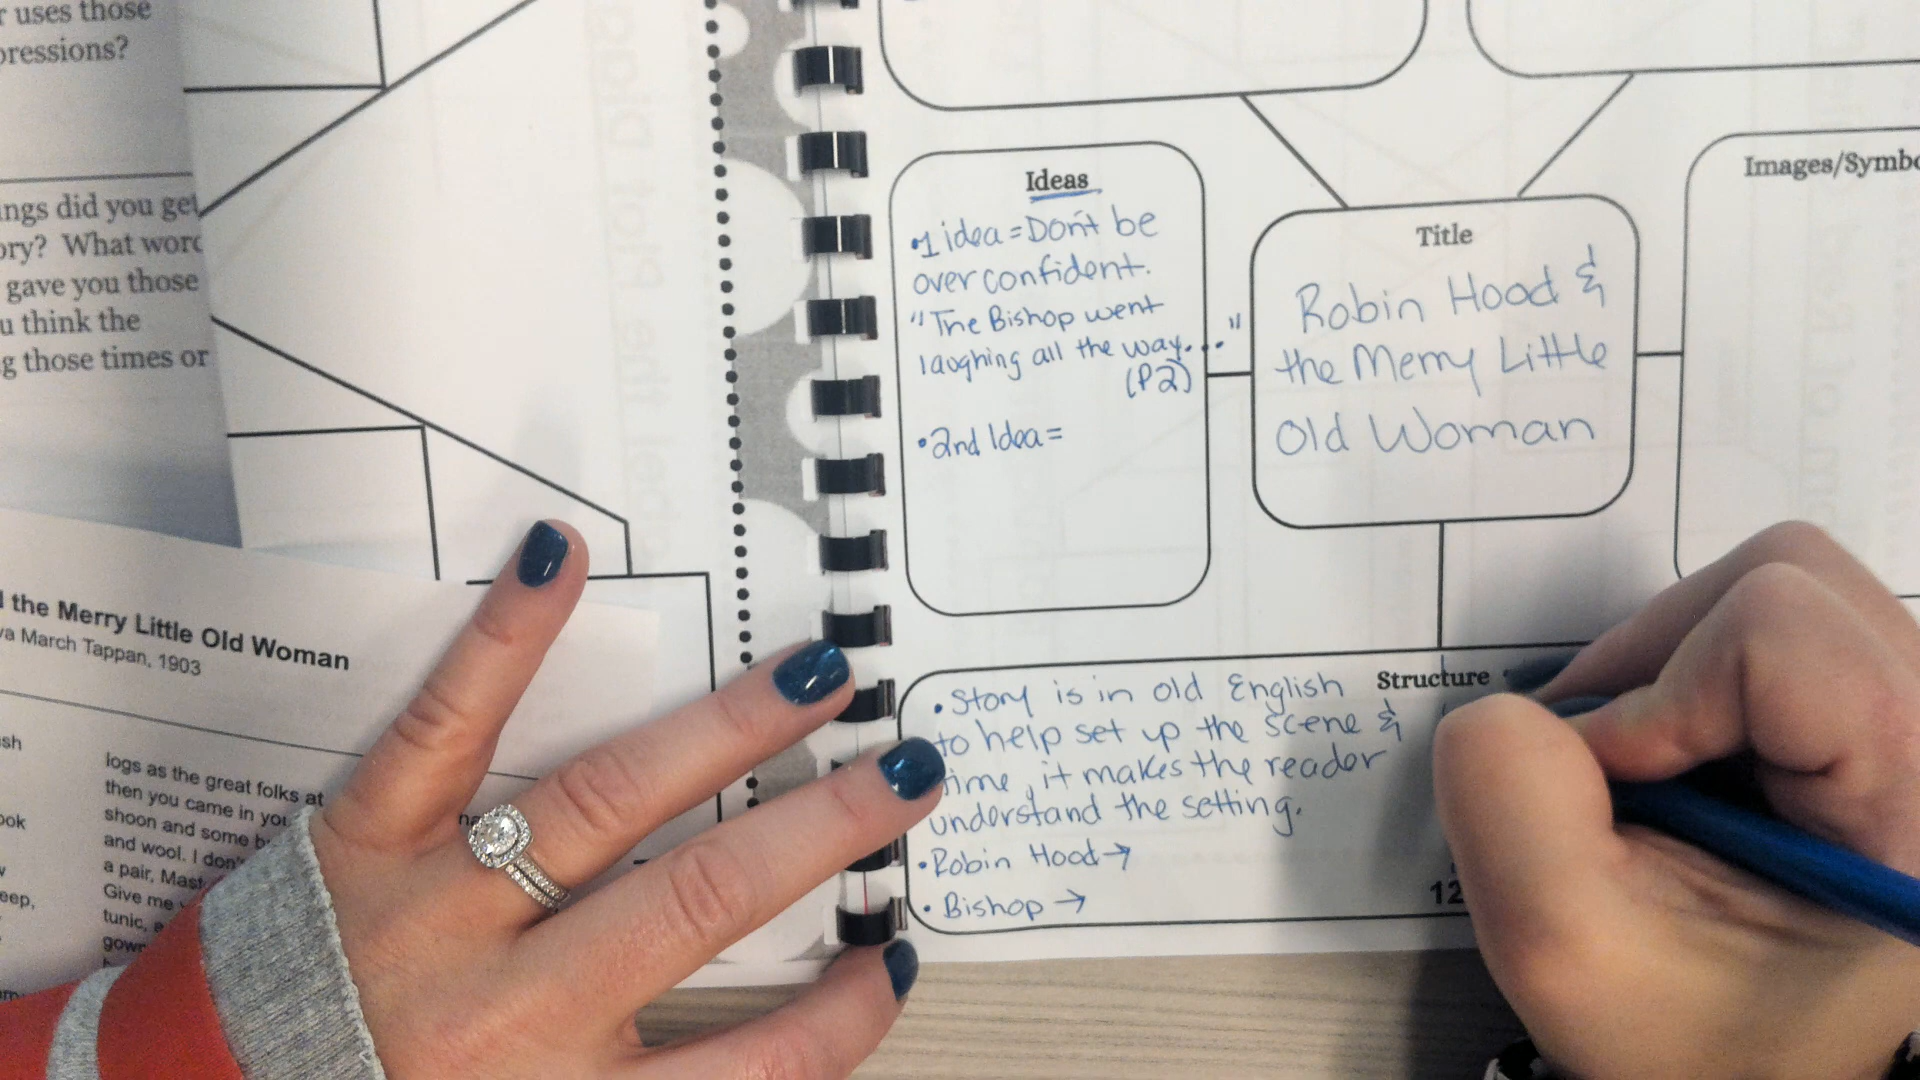 uses those
pressions?
ings did you get
ory? What word
gave you those
u think the
g those times or
the Merry Little Old Woman
va March Tappan, 1903
logs as the great folks at
then you came in
shoon and some
and wool. I don'
a pair,
Give me
tunic,
Ideas
•1 idea = Don't be
over confident.
"The Bishop went
laughing all the way..."
(P2)
•2nd Idea=
Title
Robin Hood &
the Merry Little
Old Woman
Images/Symbo
Structure
•Story is in old English
to help set up the scene &
time, it makes the reader
understand the setting.
•Robin Hood→
•Bishop→
12